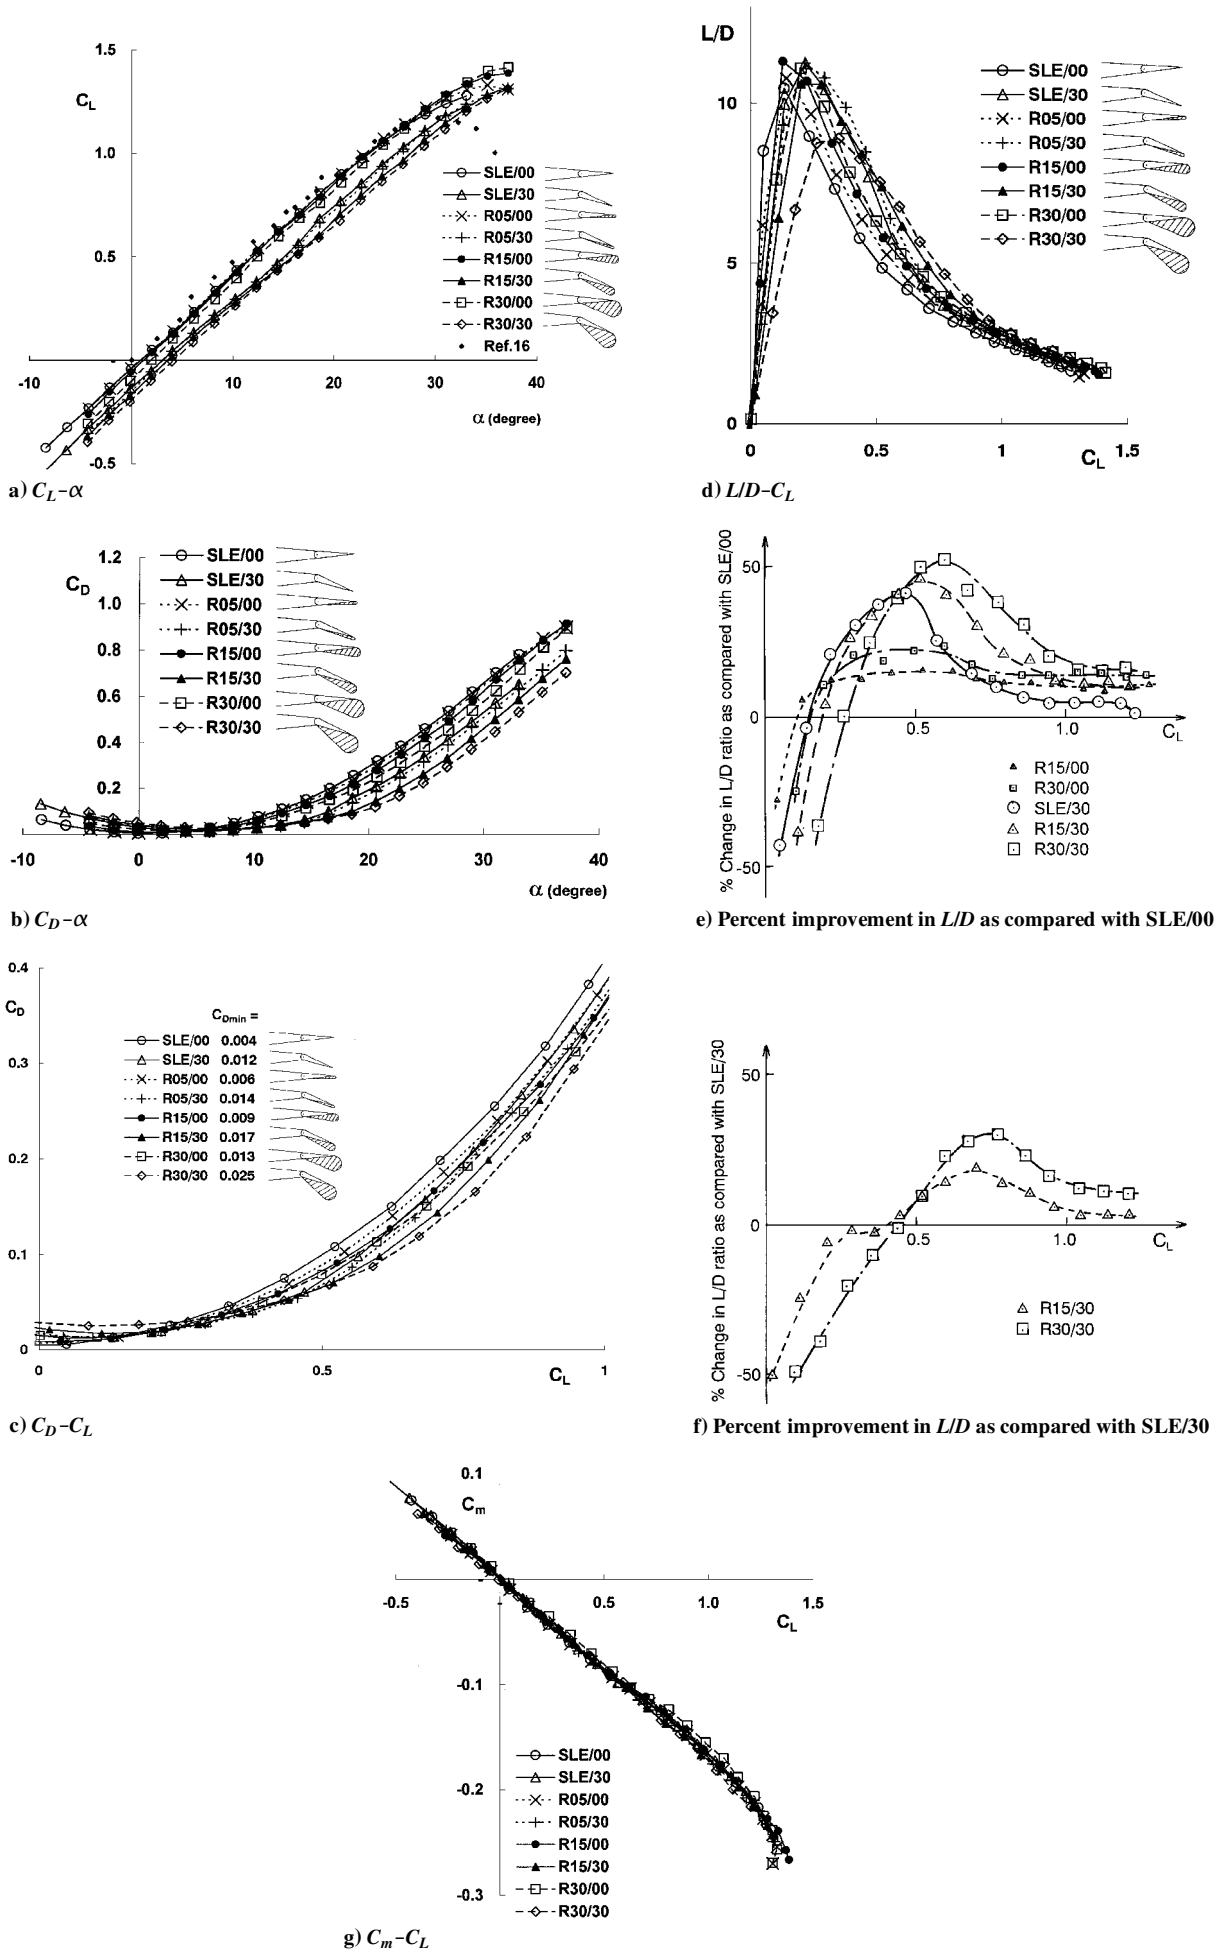 1.5
C_L
1.0
0.5
-0.5
-10
10
20
30
40
α (degree)
SLE/00
SLE/30
R05/00
R05/30
R15/00
R15/30
R30/00
R30/30
Ref.16
a) C_L–α
L/D
10
5
0
0
0.5
1
1.5
C_L
SLE/00
SLE/30
R05/00
R05/30
R15/00
R15/30
R30/00
R30/30
d) L/D–C_L
1.2
C_D
1.0
0.8
0.6
0.4
0.2
-10
0
10
20
30
40
α (degree)
SLE/00
SLE/30
R05/00
R05/30
R15/00
R15/30
R30/00
R30/30
b) C_D–α
% Change in L/D ratio as compared with SLE/00
50
0
-50
0.5
1.0
C_L
R15/00
R30/00
SLE/30
R15/30
R30/30
e) Percent improvement in L/D as compared with SLE/00
0.4
C_D
0.3
0.2
0.1
0
0
0.5
1
C_L
C_Dmin =
SLE/00 0.004
SLE/30 0.012
R05/00 0.006
R05/30 0.014
R15/00 0.009
R15/30 0.017
R30/00 0.013
R30/30 0.025
c) C_D–C_L
% Change in L/D ratio as compared with SLE/30
50
0
-50
0.5
1.0
C_L
R15/30
R30/30
f) Percent improvement in L/D as compared with SLE/30
0.1
C_m
-0.5
0.5
1.0
1.5
C_L
-0.1
-0.2
-0.3
SLE/00
SLE/30
R05/00
R05/30
R15/00
R15/30
R30/00
R30/30
g) C_m–C_L